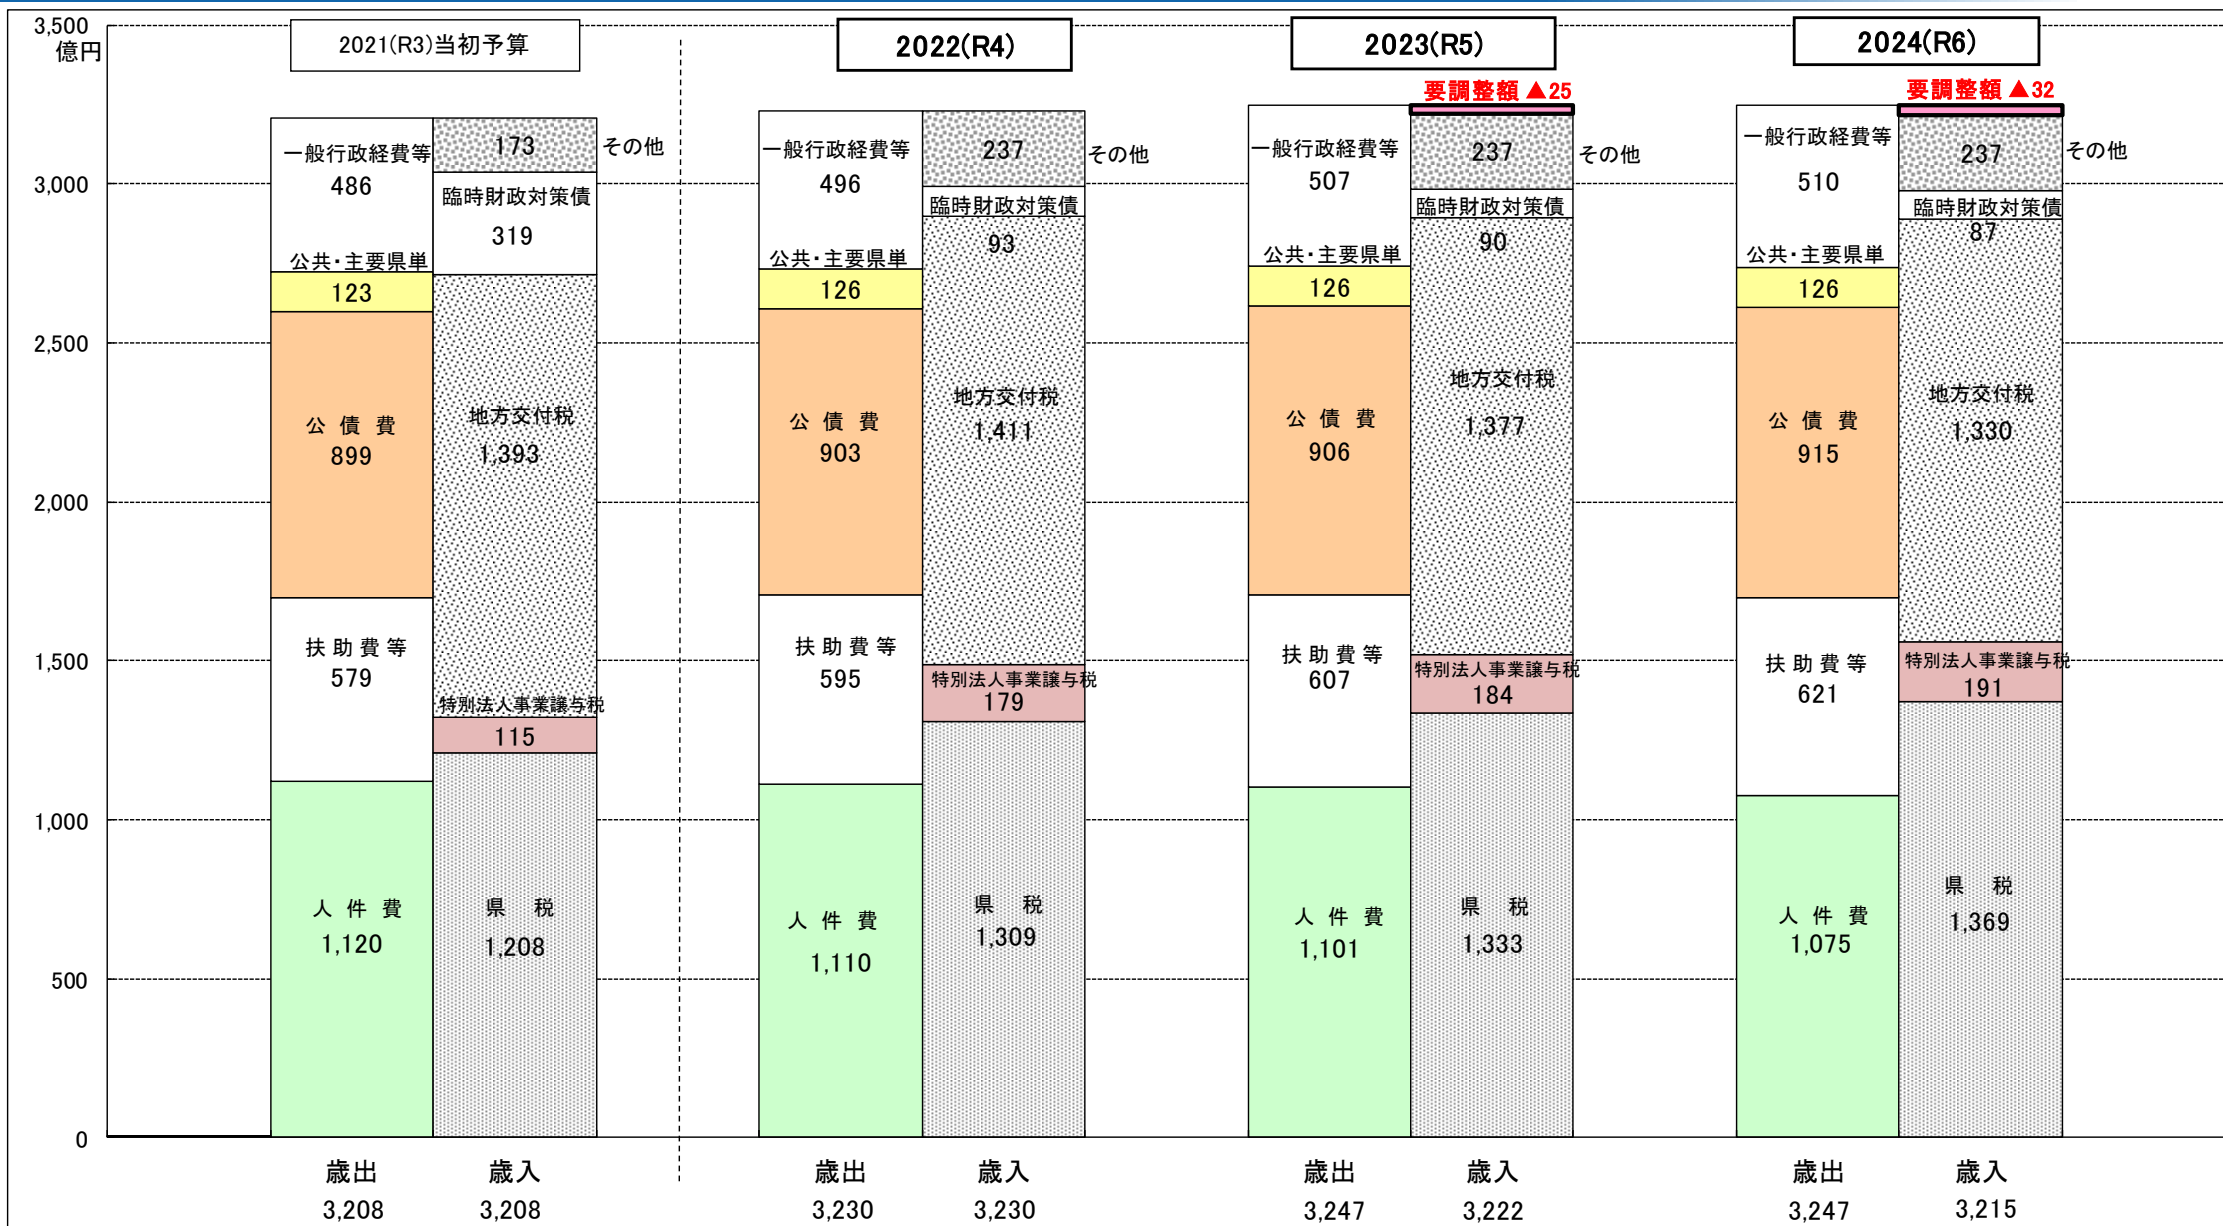 3,500
億円
3,000
2,500
2,000
1,500
1,000
500
0
2021(R3)当初予算
一般行政経費等
486
公共・主要県単
123
公債費
899
扶助費等
579
人件費
1,120
173
その他
臨時財政対策債
319
地方交付税
1,393
特別法人事業譲与税
115
県税
1,208
歳出
3,208
歳入
3,208
2022(R4)
一般行政経費等
496
公共・主要県単
126
公債費
903
扶助費等
595
人件費
1,110
237
その他
臨時財政対策債
93
地方交付税
1,411
特別法人事業譲与税
179
県税
1,309
歳出
3,230
歳入
3,230
2023(R5)
要調整額 ▲25
一般行政経費等
507
公共・主要県単
126
公債費
906
扶助費等
607
人件費
1,101
237
その他
臨時財政対策債
90
地方交付税
1,377
特別法人事業譲与税
184
県税
1,333
歳出
3,247
歳入
3,222
2024(R6)
要調整額 ▲32
一般行政経費等
510
公共・主要県単
126
公債費
915
扶助費等
621
人件費
1,075
237
その他
臨時財政対策債
87
地方交付税
1,330
特別法人事業譲与税
191
県税
1,369
歳出
3,247
歳入
3,215